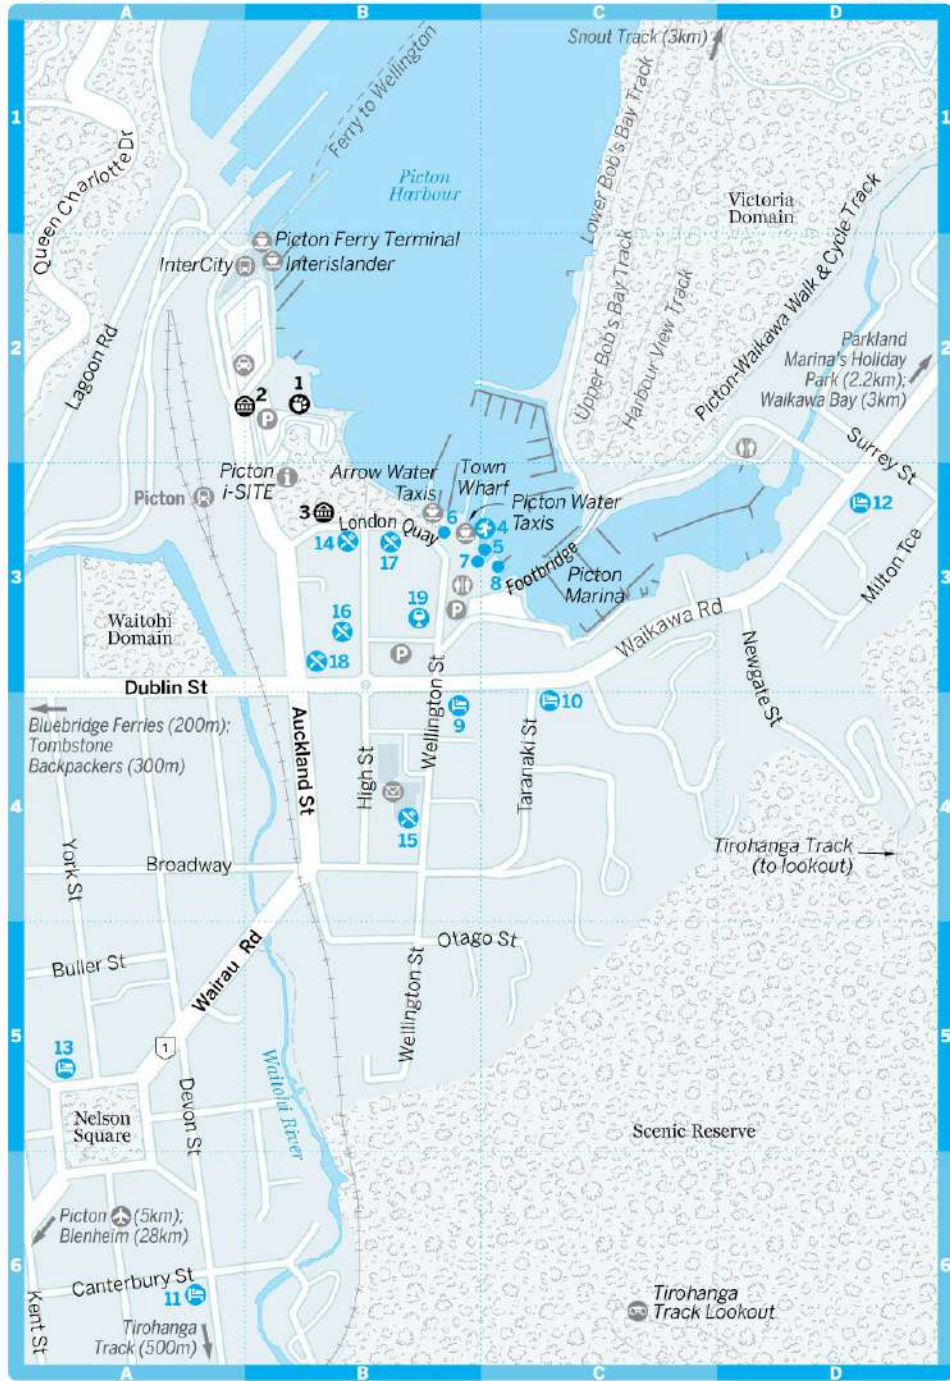 A
B
C
D
1
1
Snout Track (3km)
Ferry to Wellington
Queen Charlotte Dr
Picton
Harbour
Lower Bob's Bay Track
Victoria
Domain
Picton Ferry Terminal
InterCity
Interislander
Upper Bob's Bay Track
Harbour View Track
Picton-Waikawa Walk & Cycle Track
2
2
Lagoon Rd
Parkland
Marina's Holiday
Park (2.2km);
Waikawa Bay (3km)
2
1
P
Surrey St
Picton
i-SITE
Arrow Water
Taxis
Town
Wharf
Picton Water
Taxis
Picton
12
3
London Quay
6
4
14
17
7
5
8
Footbridge
3
3
Picton
Marina
Milton Tce
Waitohi
Domain
16
19
P
P
18
Waikawa Rd
Newgate St
Dublin St
Bluebridge Ferries (200m);
Tombstone
Backpackers (300m)
Auckland St
High St
Wellington St
9
10
Taranaki St
4
4
15
York St
Broadway
Tirohanga Track
(to lookout)
Otago St
Buller St
Wairau Rd
Wellington St
5
5
13
1
Devon St
Waitohi River
Nelson
Square
Scenic Reserve
Picton (5km);
Blenheim (28km)
6
6
Canterbury St
11
Kent St
Tirohanga
Track (500m)
Tirohanga
Track Lookout
A
B
C
D